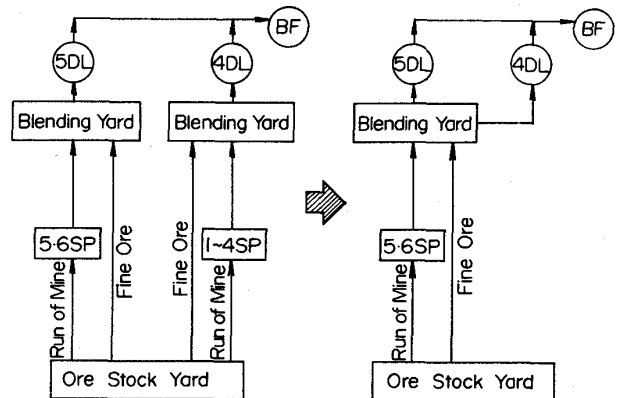 BF
5DL
4DL
Blending Yard
Blending Yard
5·6SP
1~4SP
Run of Mine
Fine Ore
Fine Ore
Run of Mine
Ore Stock Yard
BF
5DL
4DL
Blending Yard
5·6SP
Run of Mine
Fine Ore
Ore Stock Yard